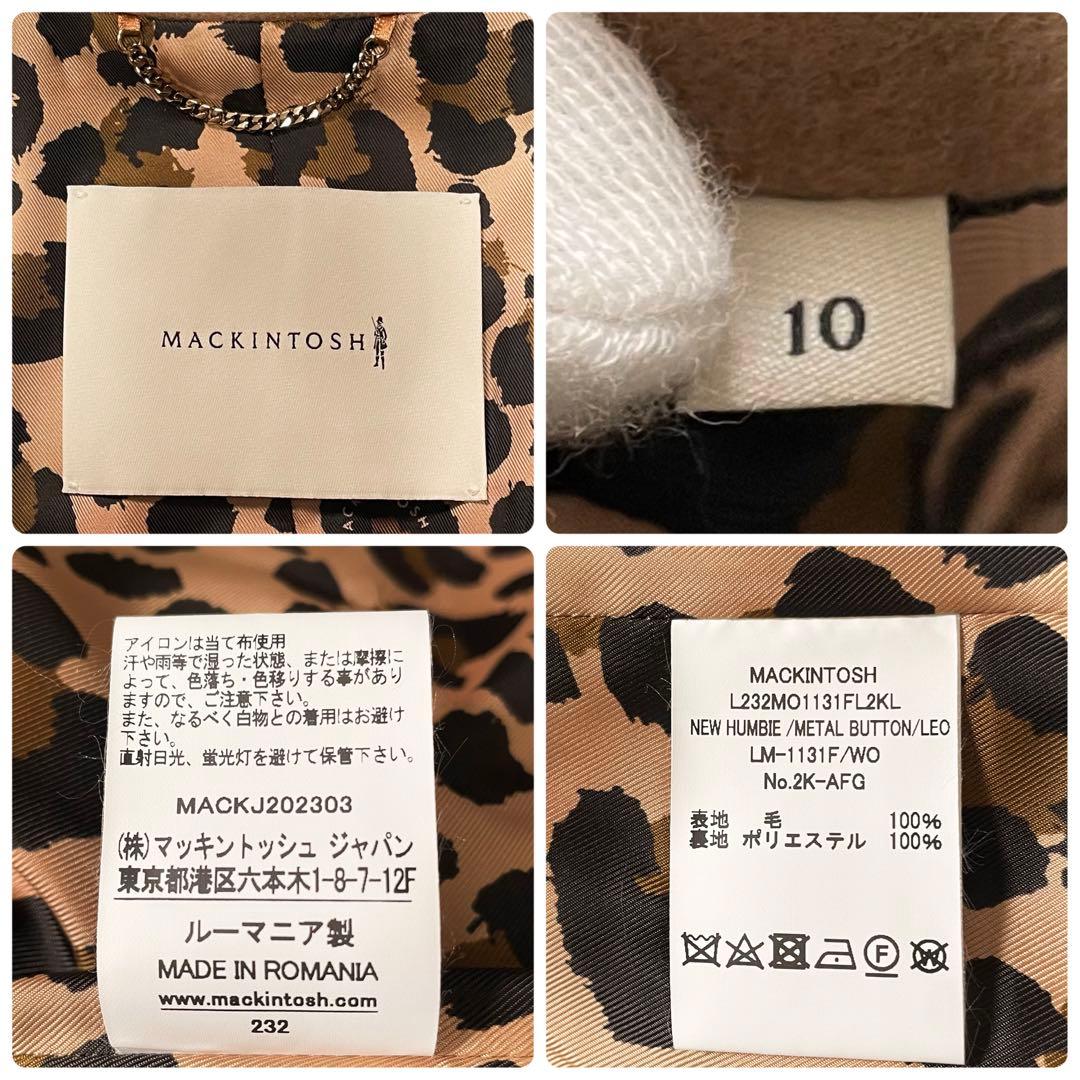 MACKINTOSH
10
アイロンは当て布使用
汗や雨等で湿った状態、または摩擦に
よって、色落ち・色移りする事があり
ますので、ご注意下さい。
また、なるべく白物との着用はお避け
下さい。
直射日光、蛍光灯を避けて保管下さい。
MACKJ202303
(株)マッキントッシュ ジャパン
東京都港区六本木1-8-7-12F
ルーマニア製
MADE IN ROMANIA
www.mackintosh.com
232
MACKINTOSH
L232MO1131FL2KL
NEW HUMBIE /METAL BUTTON/LEO
LM-1131F/WO
No.2K-AFG
表地 毛 100%
裏地 ポリエステル 100%
F
W